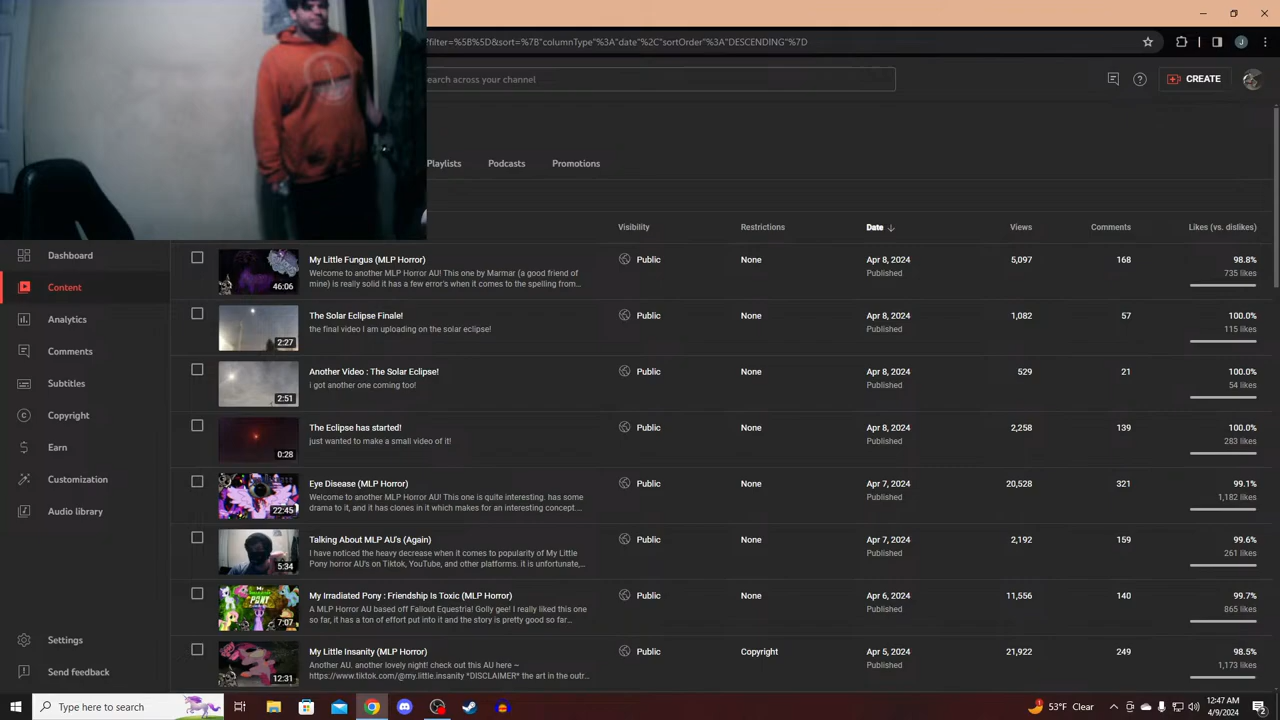 ?filter=%5B%5D&sort=%7B"columnType"%3A"date"%2C"sortOrder"%3A"DESCENDING"%7D
J
earch across your channel
CREATE
Playlists Podcasts Promotions
Visibility Restrictions Date Views Comments Likes (vs. dislikes)
Dashboard
Content
Analytics
Comments
Subtitles
Copyright
Earn
Customization
Audio library
Settings
Send feedback
46:06
My Little Fungus (MLP Horror)
Welcome to another MLP Horror AU! This one by Marmar (a good friend of
mine) is really solid it has a few error's when it comes to the spelling from...
Public None Apr 8, 2024 5,097 168 98.8%
Published 735 likes
2:27
The Solar Eclipse Finale!
the final video I am uploading on the solar eclipse!
Public None Apr 8, 2024 1,082 57 100.0%
Published 115 likes
2:51
Another Video : The Solar Eclipse!
i got another one coming too!
Public None Apr 8, 2024 529 21 100.0%
Published 54 likes
0:28
The Eclipse has started!
just wanted to make a small video of it!
Public None Apr 8, 2024 2,258 139 100.0%
Published 283 likes
22:45
Eye Disease (MLP Horror)
Welcome to another MLP Horror AU! This one is quite interesting. has some
drama to it, and it has clones in it which makes for an interesting concept....
Public None Apr 7, 2024 20,528 321 99.1%
Published 1,182 likes
5:34
Talking About MLP AU's (Again)
I have noticed the heavy decrease when it comes to popularity of My Little
Pony horror AU's on Tiktok, YouTube, and other platforms. it is unfortunate,...
Public None Apr 7, 2024 2,192 159 99.6%
Published 261 likes
PONY
7:07
My Irradiated Pony : Friendship Is Toxic (MLP Horror)
A MLP Horror AU based off Fallout Equestria! Golly gee! I really liked this one
so far, it has a ton of effort put into it and the story is pretty good so far...
Public None Apr 6, 2024 11,556 140 99.7%
Published 865 likes
12:31
My Little Insanity (MLP Horror)
Another AU. another lovely night! check out this AU here ~
https://www.tiktok.com/@my.little.insanity *DISCLAIMER* the art in the outr...
Public Copyright Apr 5, 2024 21,922 249 98.5%
Published 1,173 likes
Type here to search
53°F Clear
12:47 AM
4/9/2024
2